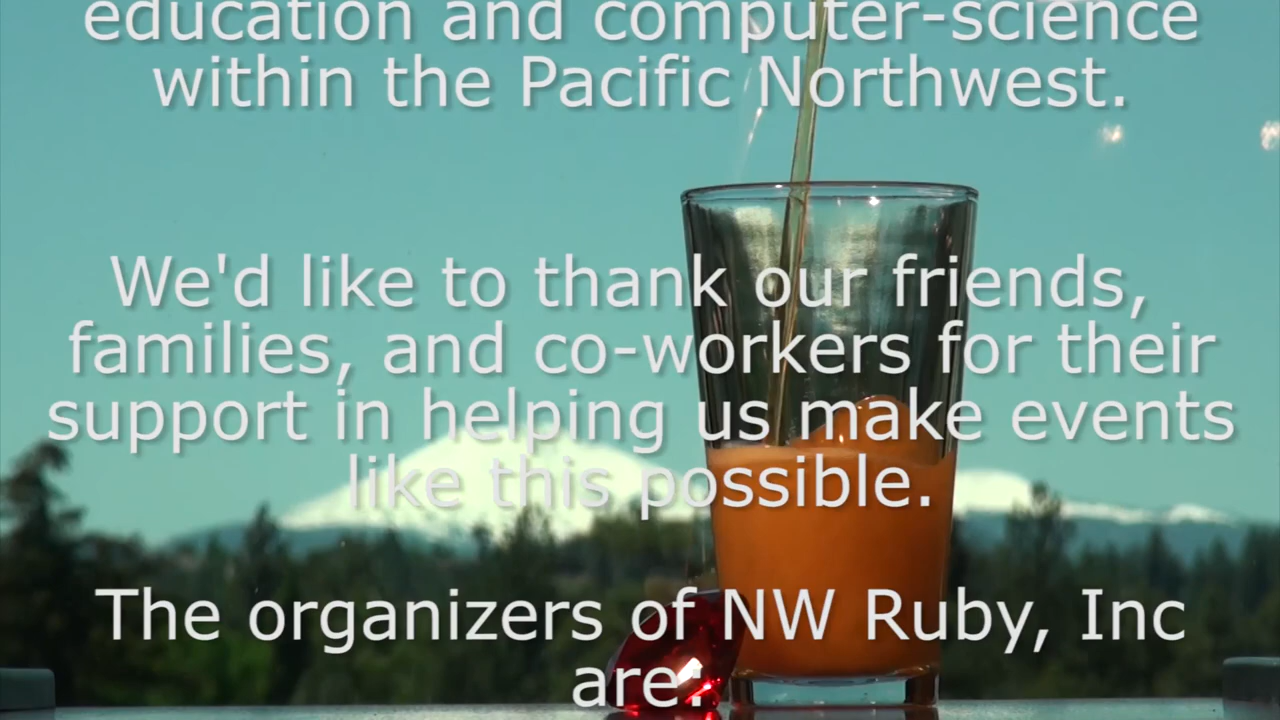 education and computer-science
within the Pacific Northwest.
We'd like to thank our friends,
families, and co-workers for their
support in helping us make events
like this possible.
The organizers of NW Ruby, Inc
are: